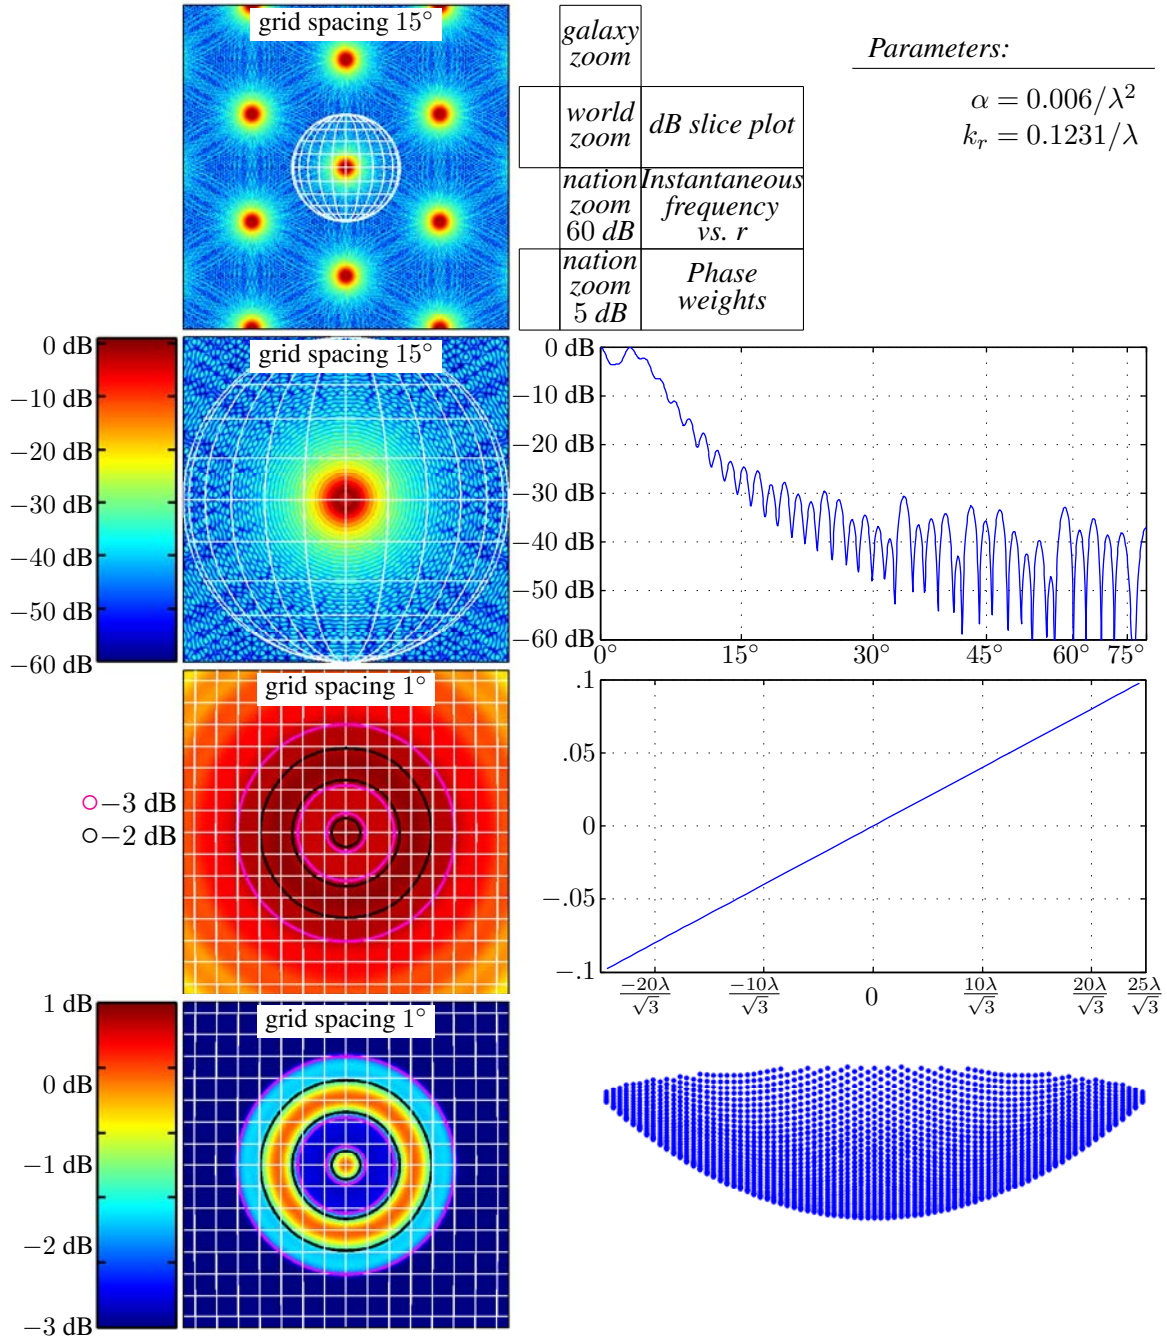 grid spacing 15°
galaxy zoom
world zoom
dB slice plot
nation zoom 60 dB
Instantaneous frequency vs. r
nation zoom 5 dB
Phase weights
Parameters:
α = 0.006/λ²
k_r = 0.1231/λ
0 dB
−10 dB
−20 dB
−30 dB
−40 dB
−50 dB
−60 dB
grid spacing 15°
0 dB
−10 dB
−20 dB
−30 dB
−40 dB
−50 dB
−60 dB
0° 15° 30° 45° 60° 75°
grid spacing 1°
−3 dB
−2 dB
.1
.05
0
−.05
−.1
−20λ/√3 −10λ/√3 0 10λ/√3 20λ/√3 25λ/√3
1 dB
0 dB
−1 dB
−2 dB
−3 dB
grid spacing 1°